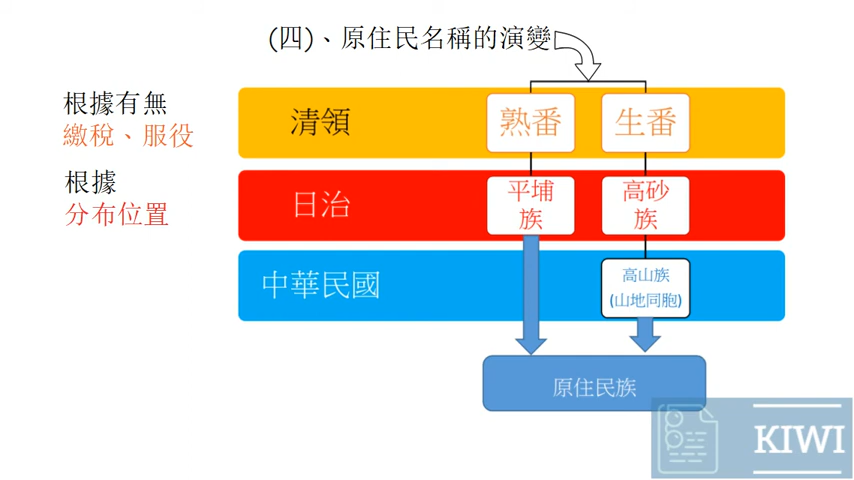 (四)、原住民名稱的演變
根據有無
繳稅、服役
清領
熟番
生番
根據
分布位置
日治
平埔
族
高砂
族
中華民國
高山族
(山地同胞)
原住民族
KIWI